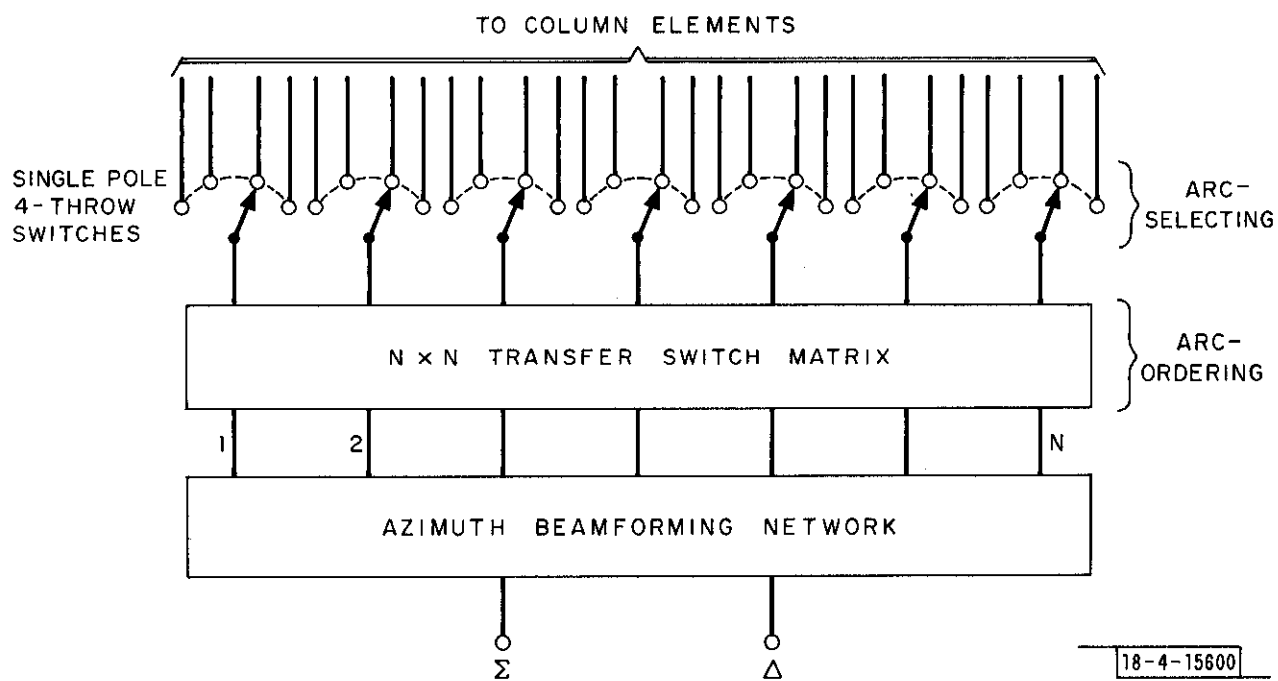 TO COLUMN ELEMENTS
SINGLE POLE
4-THROW
SWITCHES
ARC-
SELECTING
N × N TRANSFER SWITCH MATRIX
ARC-
ORDERING
1
2
N
AZIMUTH BEAMFORMING NETWORK
Σ
Δ
18-4-15600